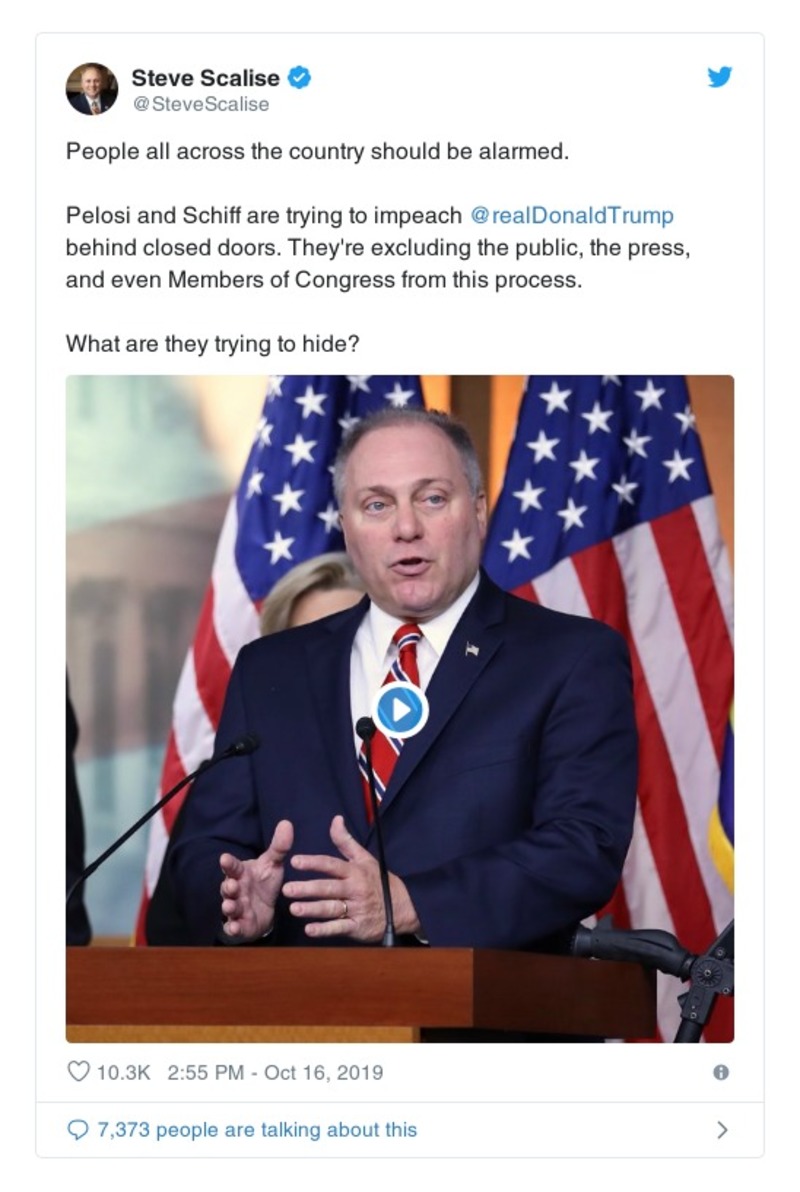 Steve Scalise
@SteveScalise
People all across the country should be alarmed.
Pelosi and Schiff are trying to impeach @realDonaldTrump
behind closed doors. They're excluding the public, the press,
and even Members of Congress from this process.
What are they trying to hide?
10.3K 2:55 PM - Oct 16, 2019
7,373 people are talking about this